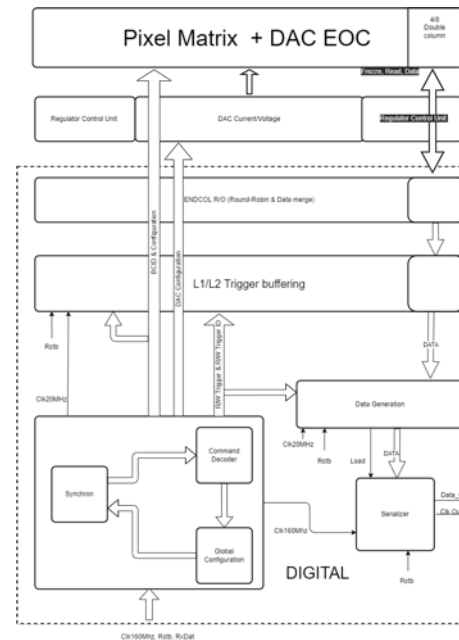 Pixel Matrix + DAC EOC
4/8
Double
column
Frezze, Read, Data
Regulator Control Unit
DAC Current/Voltage
Regulator Control Unit
ENDCOL R/O (Round-Robin & Data merge)
BCID & Configuration
DAC Configuration
L1/L2 Trigger buffering
R/W Trigger & R/W Trigger ID
Rstb
DATA
Clk20MHz
Data Generation
Clk20MHz
Rstb
Load
DATA
Command
Decoder
Synchron
Global
Configuration
Clk160Mhz
Serializer
Data_
Clk_Ou
DIGITAL
Rstb
Clk160Mhz, Rstb, RxDat